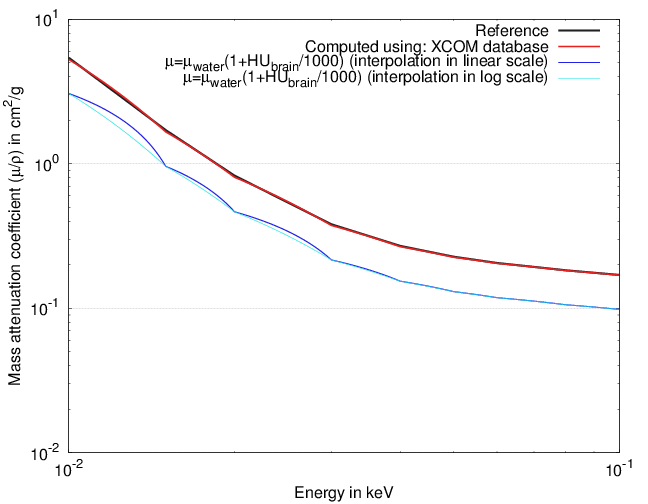 10¹
Reference
Computed using: XCOM database
μ=μwater(1+HUbrain/1000) (interpolation in linear scale)
μ=μwater(1+HUbrain/1000) (interpolation in log scale)
10⁰
Mass attenuation coefficient (μ/ρ) in cm²/g
10⁻¹
10⁻²
10⁻²
10⁻¹
Energy in keV